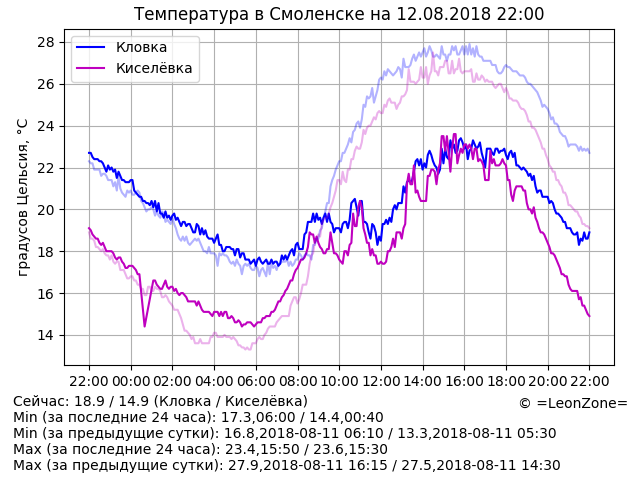 Температура в Смоленске на 12.08.2018 22:00
Кловка
Киселёвка
градусов Цельсия, °C
28
26
24
22
20
18
16
14
22:00 00:00 02:00 04:00 06:00 08:00 10:00 12:00 14:00 16:00 18:00 20:00 22:00
Сейчас: 18.9 / 14.9 (Кловка / Киселёвка)
© =LeonZone=
Min (за последние 24 часа): 17.3,06:00 / 14.4,00:40
Min (за предыдущие сутки): 16.8,2018-08-11 06:10 / 13.3,2018-08-11 05:30
Max (за последние 24 часа): 23.4,15:50 / 23.6,15:30
Max (за предыдущие сутки): 27.9,2018-08-11 16:15 / 27.5,2018-08-11 14:30